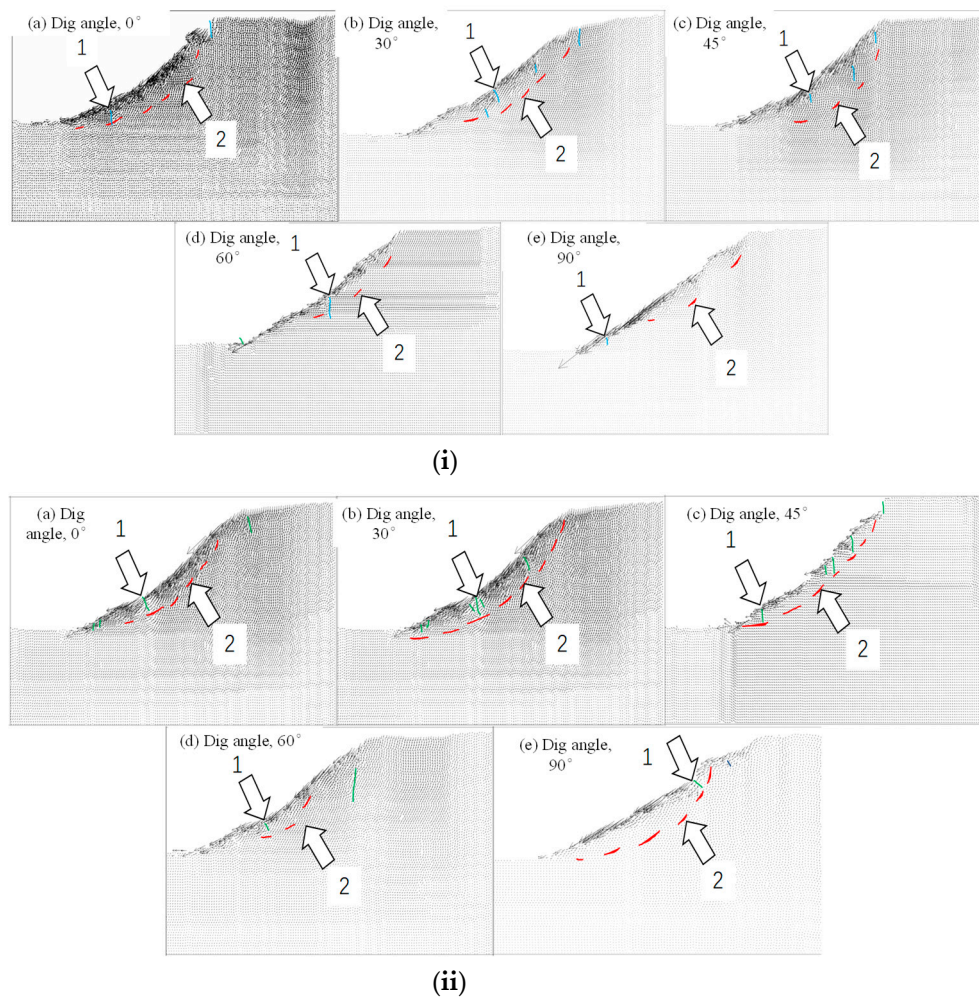 (a) Dig angle, 0°
1
2
(b) Dig angle,
30°
1
2
(c) Dig angle,
45°
1
2
(d) Dig angle,
60°
1
2
(e) Dig angle,
90°
1
2
(i)
(a) Dig
angle, 0°
1
2
(b) Dig angle,
30°
1
2
(c) Dig angle, 45°
1
2
(d) Dig angle, 60°
1
2
(e) Dig angle,
90°
1
2
(ii)